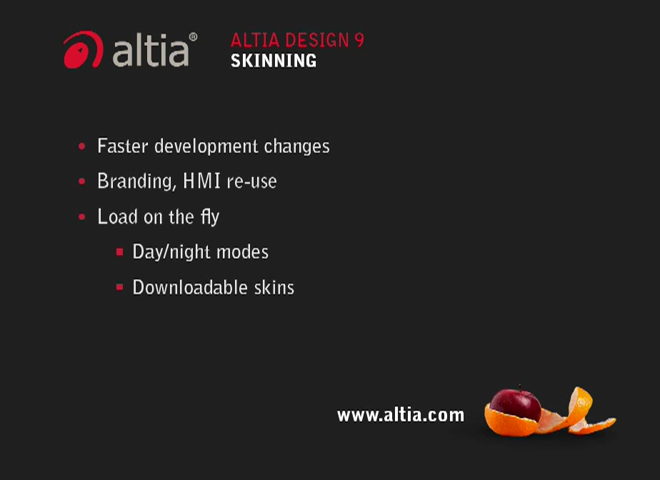 altia®
ALTIA DESIGN 9
SKINNING
• Faster development changes
• Branding, HMI re-use
• Load on the fly
▪ Day/night modes
▪ Downloadable skins
www.altia.com